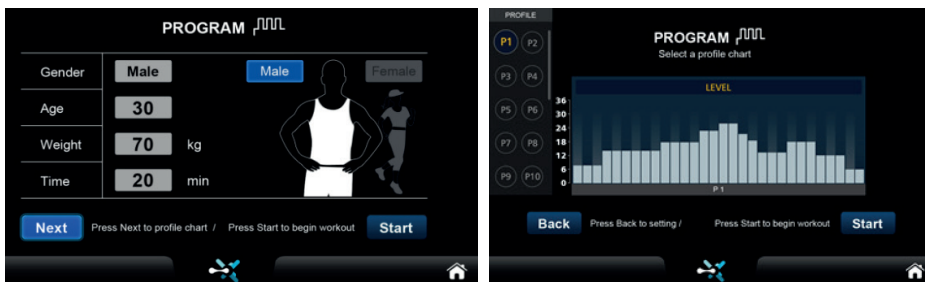 PROGRAM
Gender Male Male Female
Age 30
Weight 70 kg
Time 20 min
Next Press Next to profile chart / Press Start to begin workout Start
PROFILE
P1 P2
P3 P4
P5 P6
P7 P8
P9 P10
PROGRAM
Select a profile chart
LEVEL
36
30
24
18
12
6
0
P 1
Back Press Back to setting / Press Start to begin workout Start